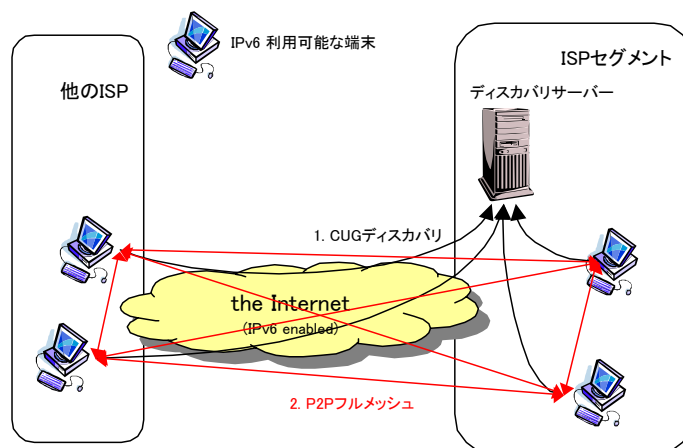 IPv6 利用可能な端末
ISPセグメント
他のISP
ディスカバリサーバー
1. CUGディスカバリ
the Internet
(IPv6 enabled)
2. P2Pフルメッシュ